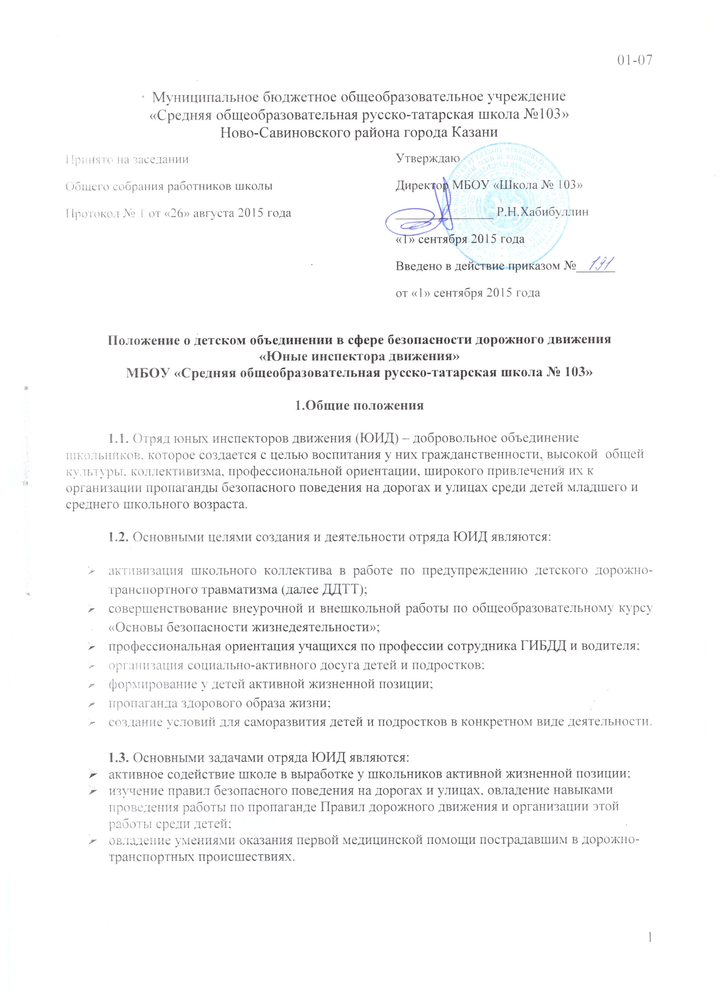 01-07
Муниципальное бюджетное общеобразовательное учреждение
«Средняя общеобразовательная русско-татарская школа №103»
Ново-Савиновского района города Казани
Принято на заседании
Общего собрания работников школы
Протокол № 1 от «26» августа 2015 года
Утверждаю
Директор МБОУ «Школа № 103»
_______________ Р.Н.Хабибуллин
«1» сентября 2015 года
Введено в действие приказом № 191
от «1» сентября 2015 года
Положение о детском объединении в сфере безопасности дорожного движения
«Юные инспектора движения»
МБОУ «Средняя общеобразовательная русско-татарская школа № 103»
1.Общие положения
1.1. Отряд юных инспекторов движения (ЮИД) – добровольное объединение
школьников, которое создается с целью воспитания у них гражданственности, высокой общей
культуры, коллективизма, профессиональной ориентации, широкого привлечения их к
организации пропаганды безопасного поведения на дорогах и улицах среди детей младшего и
среднего школьного возраста.
1.2. Основными целями создания и деятельности отряда ЮИД являются:
➢ активизация школьного коллектива в работе по предупреждению детского дорожно-
транспортного травматизма (далее ДДТТ);
➢ совершенствование внеурочной и внешкольной работы по общеобразовательному курсу
«Основы безопасности жизнедеятельности»;
➢ профессиональная ориентация учащихся по профессии сотрудника ГИБДД и водителя;
➢ организация социально-активного досуга детей и подростков;
➢ формирование у детей активной жизненной позиции;
➢ пропаганда здорового образа жизни;
➢ создание условий для саморазвития детей и подростков в конкретном виде деятельности.
1.3. Основными задачами отряда ЮИД являются:
➢ активное содействие школе в выработке у школьников активной жизненной позиции;
➢ изучение правил безопасного поведения на дорогах и улицах, овладение навыками
проведения работы по пропаганде Правил дорожного движения и организации этой
работы среди детей;
➢ овладение умениями оказания первой медицинской помощи пострадавшим в дорожно-
транспортных происшествиях.
1